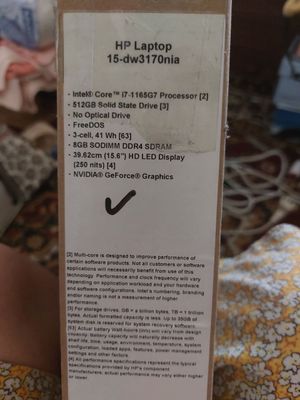 HP Laptop
15-dw3170nia
- Intel® Core™ i7-1165G7 Processor [2]
- 512GB Solid State Drive [3]
- No Optical Drive
- FreeDOS
- 3-cell, 41 Wh [63]
- 8GB SODIMM DDR4 SDRAM
- 39.62cm (15.6") HD LED Display
(250 nits) [4]
- NVIDIA® GeForce® Graphics
[2] Multi-core is designed to improve performance of
certain software products. Not all customers or software
applications will necessarily benefit from use of this
technology. Performance and clock frequency will vary
depending on application workload and your hardware
and software configurations. Intel's numbering, branding
and/or naming is not a measurement of higher
performance.
[3] For storage drives, GB = a billion bytes; TB = 1 trillion
bytes. Actual formatted capacity is less. Up to 35GB of
system disk is reserved for system recovery software.
[63] Actual battery Watt-hours (Wh) will vary from design
capacity. Battery capacity will naturally decrease with
shelf life, time, usage, environment, temperature, system
configuration, loaded apps, features, power management
settings and other factors.
[4] All performance specifications represent the typical
specifications provided by HP's component
manufacturers; actual performance may vary either higher
or lower.